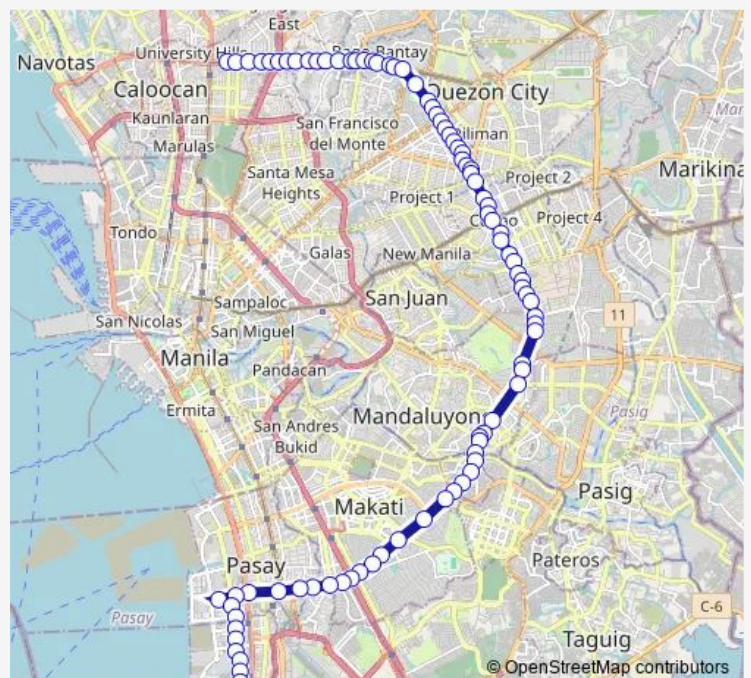 East
University Hills
Bago Bantay
Navotas
Quezon City
Caloocan
Kaunlaran
San Francisco
del Monte
Diliman
Marulas
Santa Mesa
Heights
Project 2
Marikina
Project 1
Project 4
Cubao
Tondo
Galas
New Manila
Sampaloc
San Juan
San Nicolas
San Miguel
11
Manila
Pandacan
Ermita
Mandaluyong
Pasig
San Andres
Bukid
Pasig
Makati
Pasay
Pateros
Pasay
C-6
Taguig
© OpenStreetMap contributors